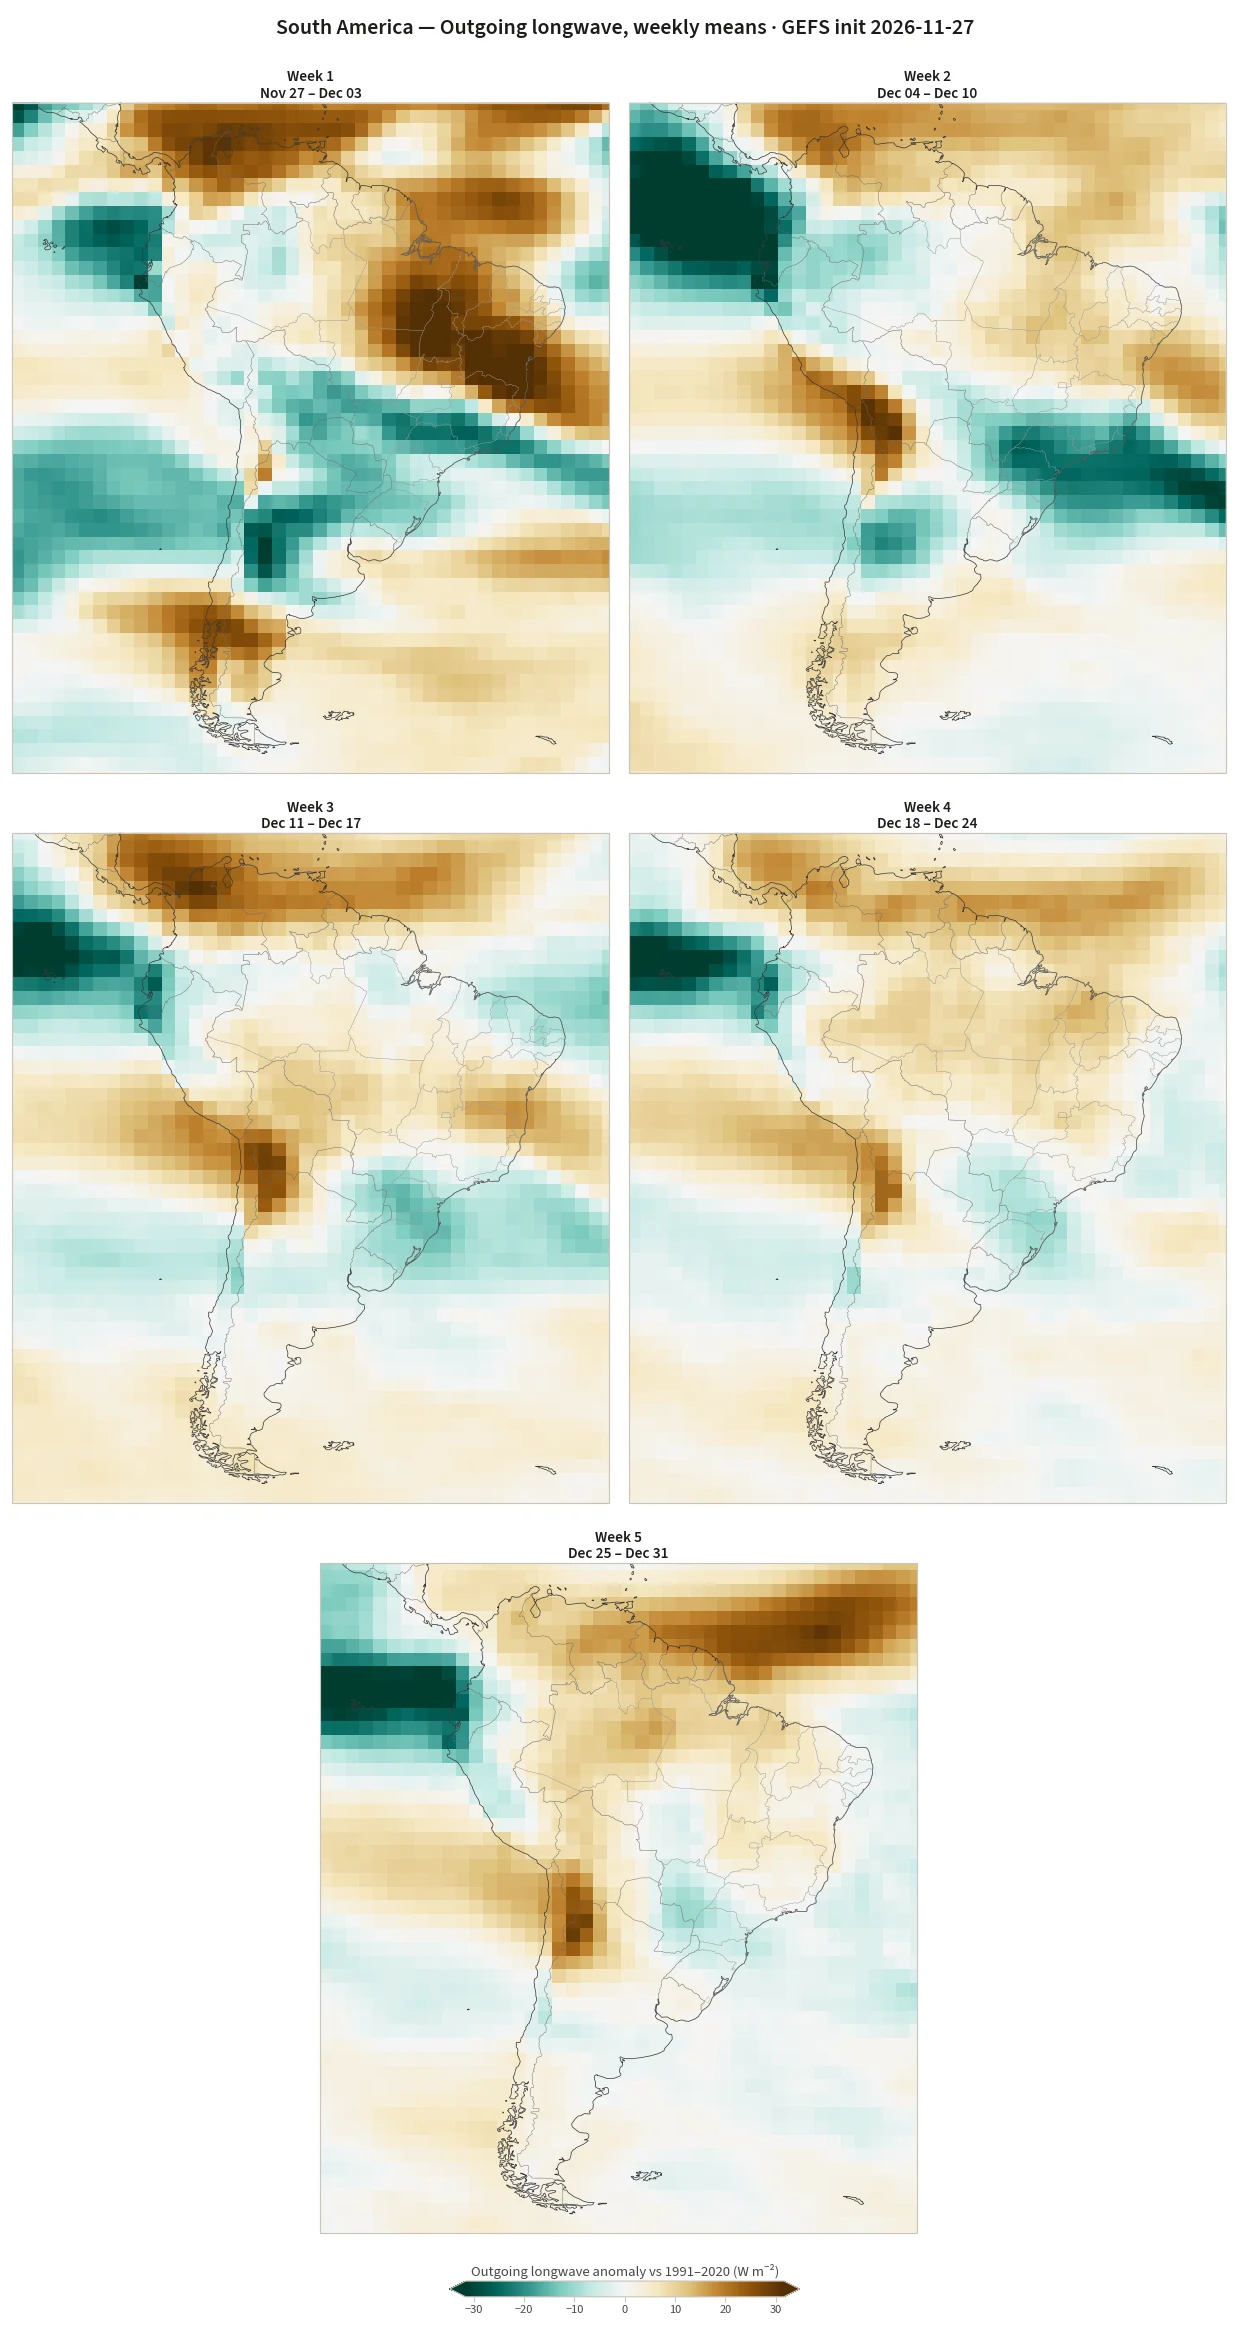 South America — Outgoing longwave, weekly means · GEFS init 2026-11-27
Week 1
Nov 27 – Dec 03
Week 2
Dec 04 – Dec 10
Week 3
Dec 11 – Dec 17
Week 4
Dec 18 – Dec 24
Week 5
Dec 25 – Dec 31
Outgoing longwave anomaly vs 1991–2020 (W m⁻²)
−30 −20 −10 0 10 20 30